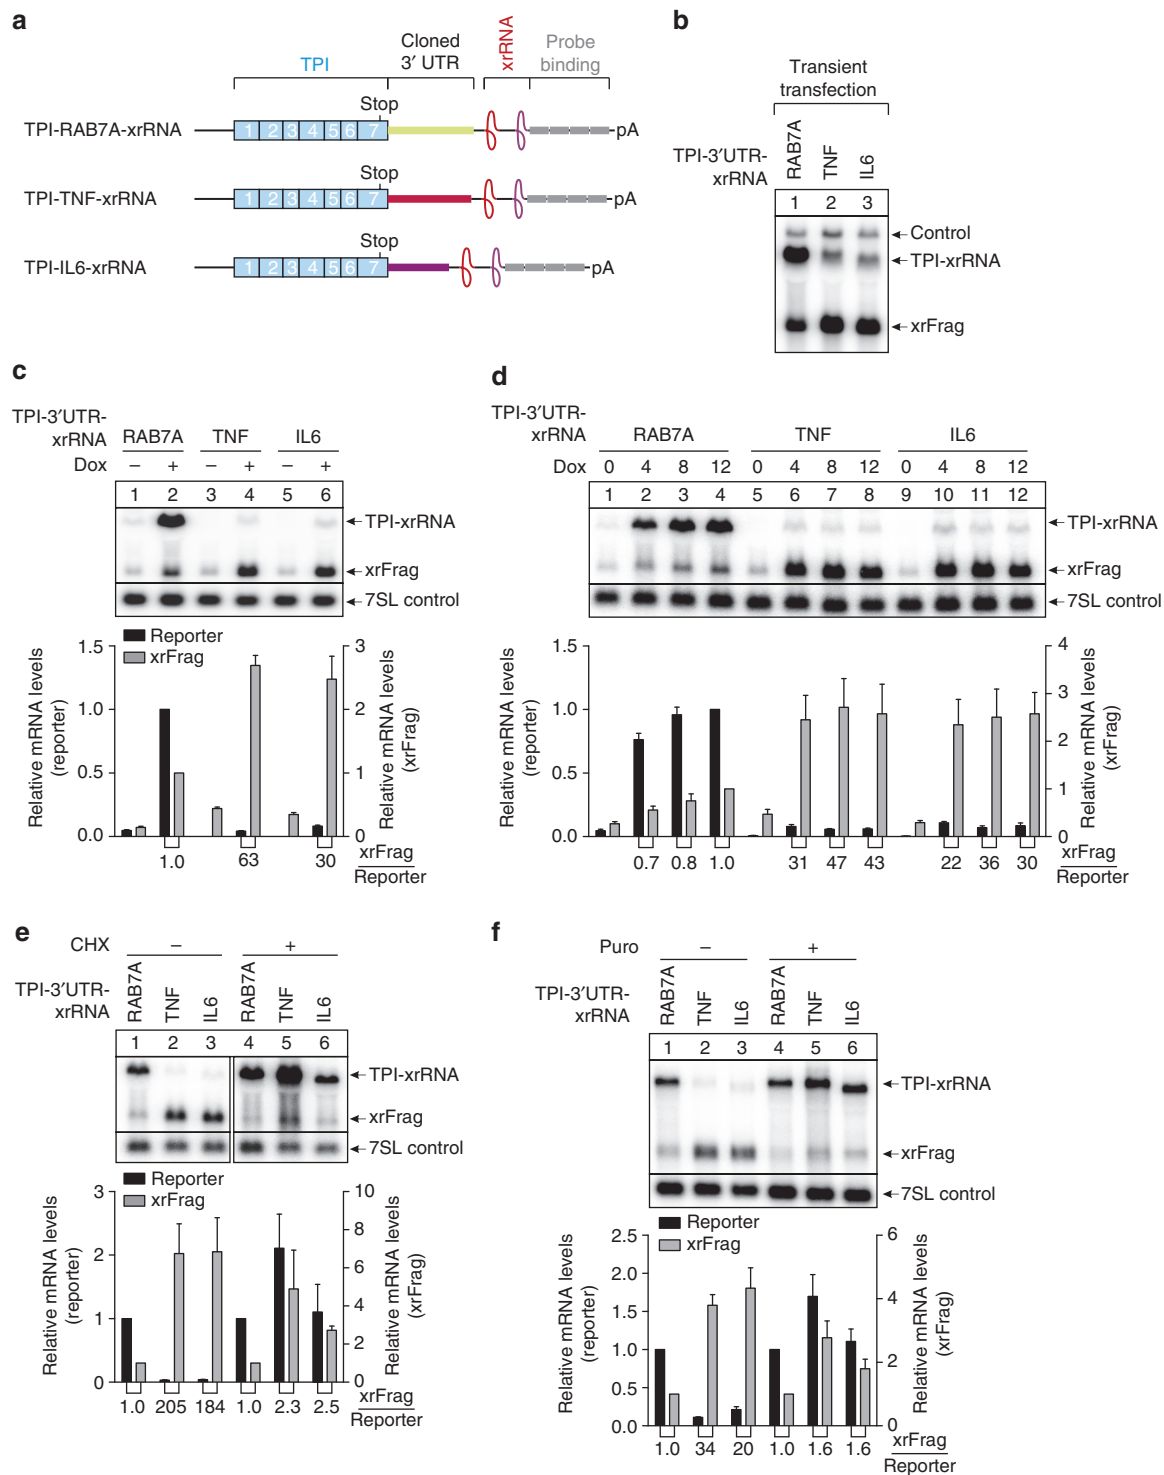 a
TPI
Cloned
3′ UTR
xrRNA
Probe
binding
Stop
TPI-RAB7A-xrRNA
1 2 3 4 5 6 7
pA
Stop
TPI-TNF-xrRNA
1 2 3 4 5 6 7
pA
Stop
TPI-IL6-xrRNA
1 2 3 4 5 6 7
pA
b
Transient
transfection
TPI-3′UTR-
xrRNA
RAB7A TNF IL6
1 2 3
Control
TPI-xrRNA
xrFrag
c
TPI-3′UTR-
xrRNA
RAB7A TNF IL6
Dox − + − + − +
1 2 3 4 5 6
TPI-xrRNA
xrFrag
7SL control
Reporter
xrFrag
Relative mRNA levels
(reporter)
1.5
1.0
0.5
0.0
3
2
1
0
Relative mRNA levels
(xrFrag)
1.0 63 30
xrFrag
Reporter
d
TPI-3′UTR-
xrRNA
RAB7A TNF IL6
Dox 0 4 8 12 0 4 8 12 0 4 8 12
1 2 3 4 5 6 7 8 9 10 11 12
TPI-xrRNA
xrFrag
7SL control
Relative mRNA levels
(reporter)
1.5
1.0
0.5
0.0
4
3
2
1
0
Relative mRNA levels
(xrFrag)
0.7 0.8 1.0 31 47 43 22 36 30
xrFrag
Reporter
e
CHX − +
TPI-3′UTR-
xrRNA
RAB7A TNF IL6 RAB7A TNF IL6
1 2 3 4 5 6
TPI-xrRNA
xrFrag
7SL control
Reporter
xrFrag
Relative mRNA levels
(reporter)
3
2
1
0
10
8
6
4
2
0
Relative mRNA levels
(xrFrag)
1.0 205 184 1.0 2.3 2.5
xrFrag
Reporter
f
Puro − +
TPI-3′UTR-
xrRNA
RAB7A TNF IL6 RAB7A TNF IL6
1 2 3 4 5 6
TPI-xrRNA
xrFrag
7SL control
Reporter
xrFrag
Relative mRNA levels
(reporter)
2.5
2.0
1.5
1.0
0.5
0.0
6
4
2
0
Relative mRNA levels
(xrFrag)
1.0 34 20 1.0 1.6 1.6
xrFrag
Reporter